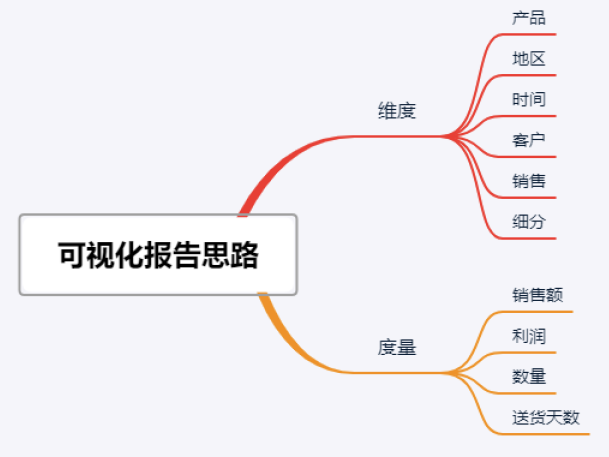 可视化报告思路
维度
产品
地区
时间
客户
销售
细分
度量
销售额
利润
数量
送货天数